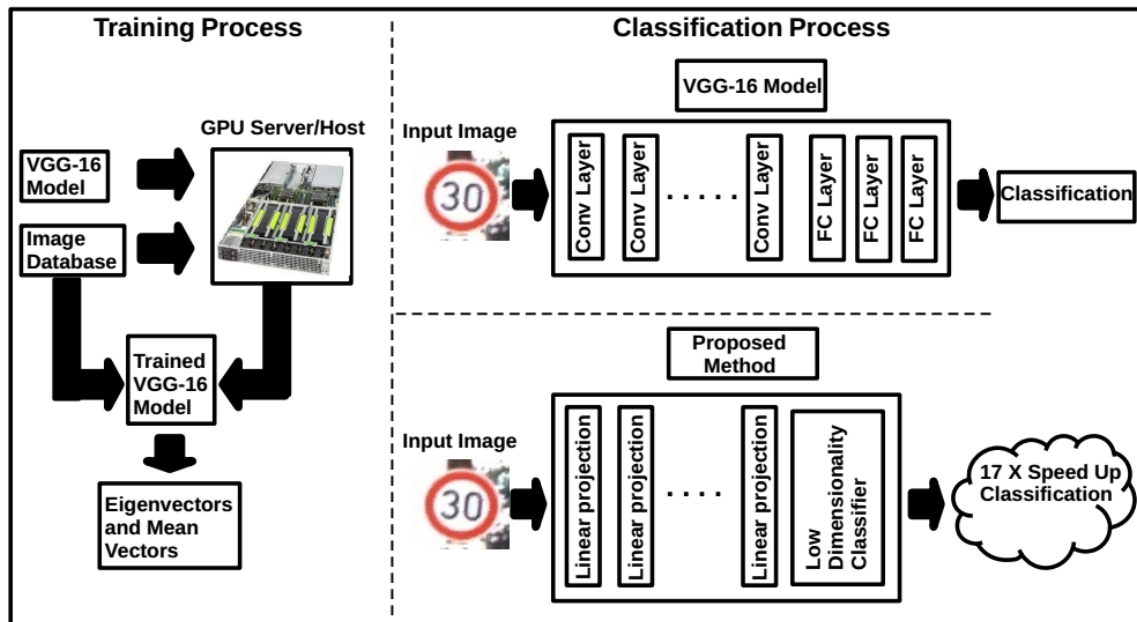 Training Process
GPU Server/Host
VGG-16
Model
Image
Database
Trained
VGG-16
Model
Eigenvectors
and Mean
Vectors
Classification Process
VGG-16 Model
Input Image
30
Conv Layer
Conv Layer
. . . . .
Conv Layer
FC Layer
FC Layer
FC Layer
Classification
Proposed
Method
Input Image
30
Linear projection
Linear projection
. . . .
Linear projection
Low
Dimensionality
Classifier
17 X Speed Up
Classification